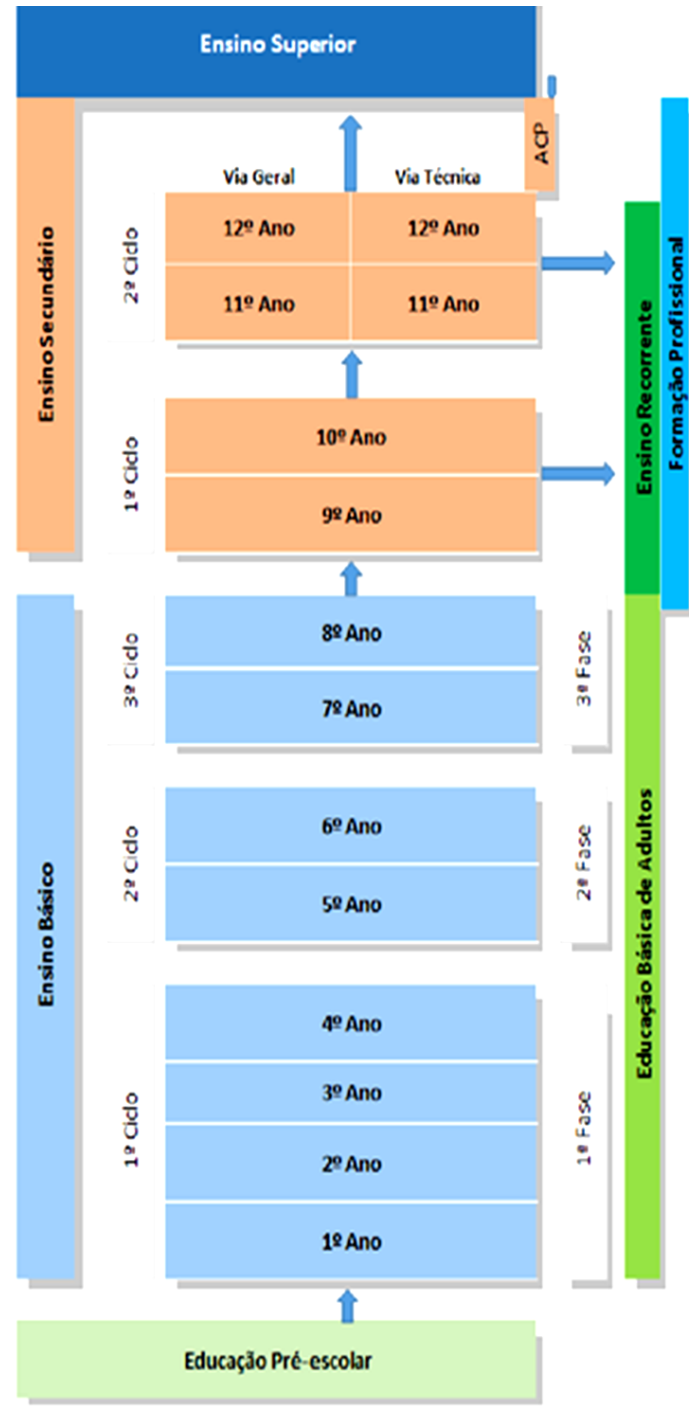 Ensino Superior
ACP
Via Geral
Via Técnica
Ensino Secundário
2º Ciclo
12º Ano
12º Ano
11º Ano
11º Ano
1º Ciclo
10º Ano
9º Ano
Ensino Recorrente
Formação Profissional
Ensino Básico
3º Ciclo
8º Ano
7º Ano
3ª Fase
2º Ciclo
6º Ano
5º Ano
2ª Fase
1º Ciclo
4º Ano
3º Ano
2º Ano
1º Ano
1ª Fase
Educação Básica de Adultos
Educação Pré-escolar